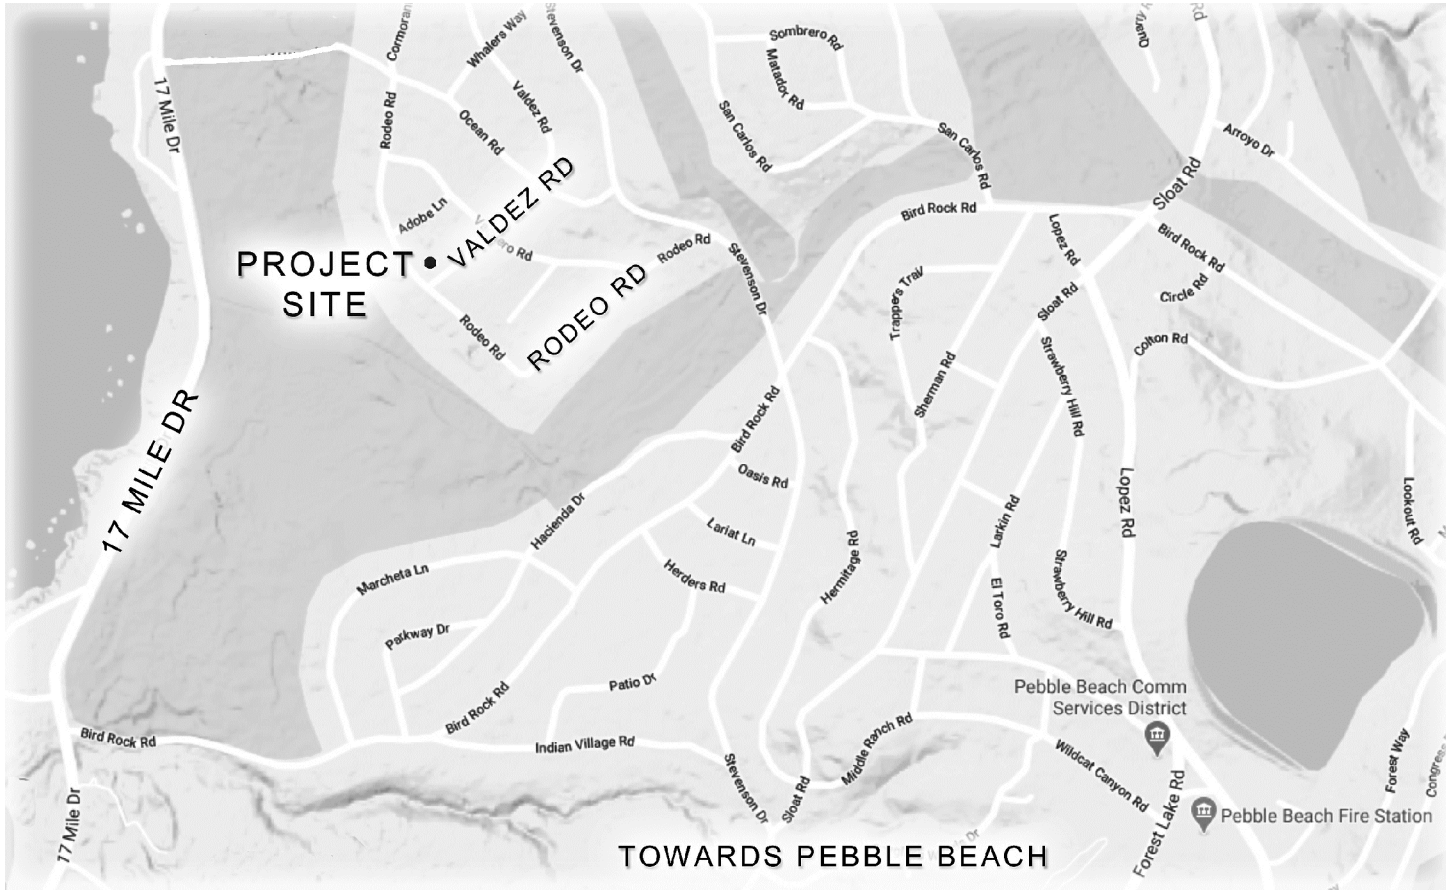 Cormoran
Whalers Way
Stevenson Dr
Sombrero Rd
Rd
17 Mile Dr
Rodeo Rd
Ocean Rd
Valdez Rd
Matador Rd
San Carlos Rd
San Carlos Rd
Arroyo Dr
Sloat Rd
Adobe Ln
VALDEZ RD
Bird Rock Rd
Lopez Rd
Bird Rock Rd
PROJECT
SITE
ro Rd
Rodeo Rd
Stevenson Dr
Trappers Trail
Sloat Rd
Circle Rd
RODEO RD
Rodeo Rd
Colton Rd
17 MILE DR
Bird Rock Rd
Sherman Rd
Strawberry Hill Rd
Oasis Rd
Lopez Rd
Lookout Rd
Hacienda Dr
Lariat Ln
Larkin Rd
Marcheta Ln
Herders Rd
Hermitage Rd
El Toro Rd
Strawberry Hill Rd
Parkway Dr
Patio Dr
Pebble Beach Comm
Services District
Bird Rock Rd
Bird Rock Rd
Indian Village Rd
Middle Ranch Rd
Wildcat Canyon Rd
Forest Way
Congress
17 Mile Dr
Stevenson Dr
Sloat Rd
Forest Lake Rd
Pebble Beach Fire Station
Dr
TOWARDS PEBBLE BEACH